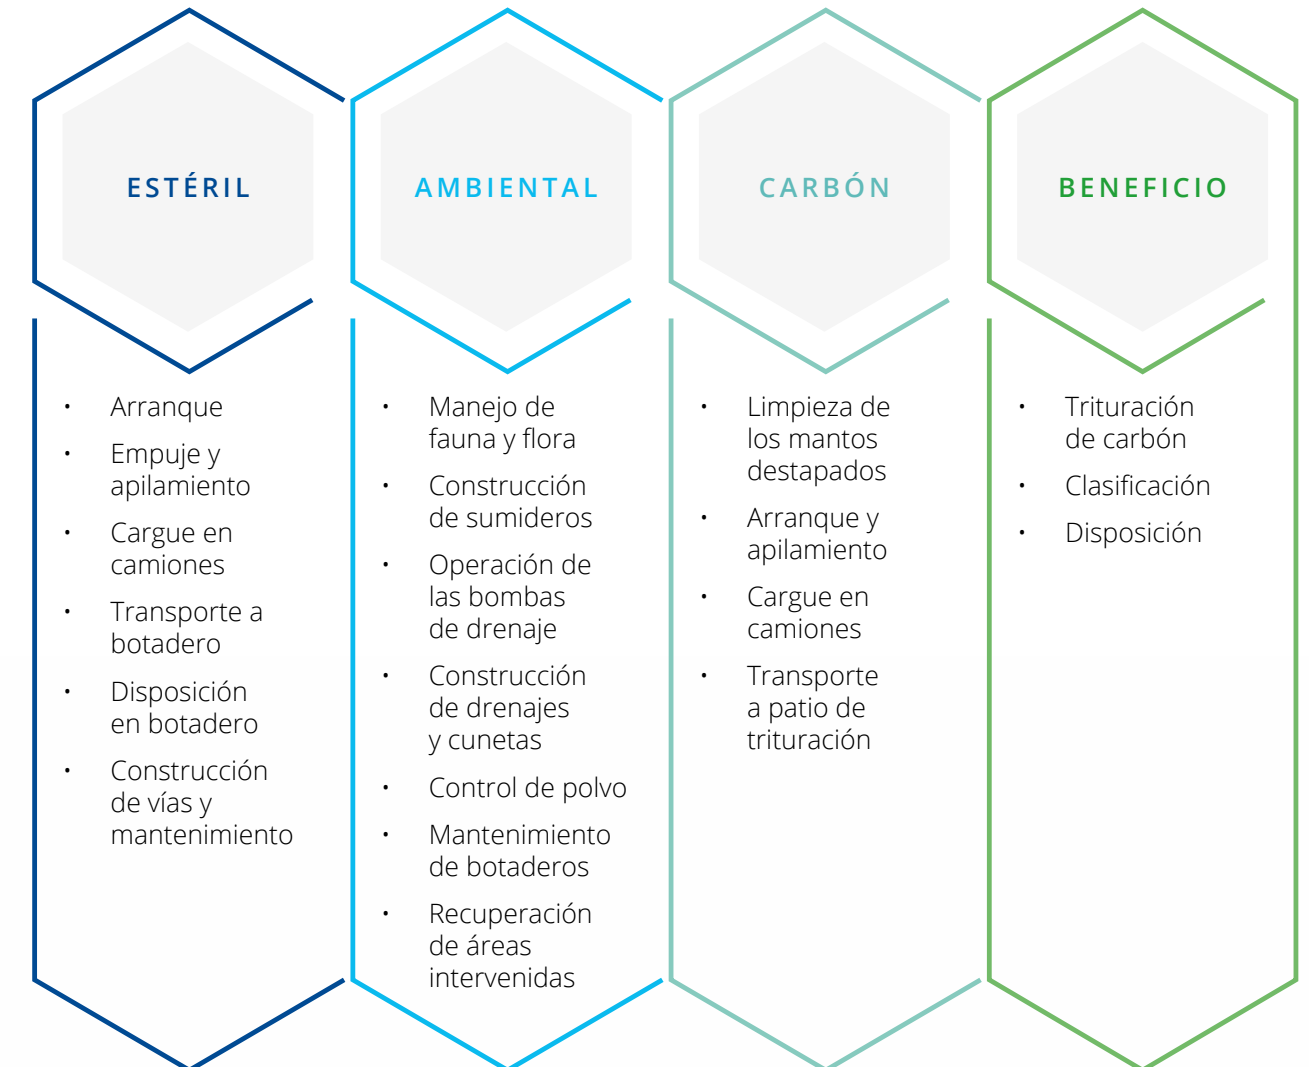 ESTÉRIL
• Arranque
• Empuje y
apilamiento
• Cargue en
camiones
• Transporte a
botadero
• Disposición
en botadero
• Construcción
de vías y
mantenimiento
AMBIENTAL
• Manejo de
fauna y flora
• Construcción
de sumideros
• Operación de
las bombas
de drenaje
• Construcción
de drenajes
y cunetas
• Control de polvo
• Mantenimiento
de botaderos
• Recuperación
de áreas
intervenidas
CARBÓN
• Limpieza de
los mantos
destapados
• Arranque y
apilamiento
• Cargue en
camiones
• Transporte
a patio de
trituración
BENEFICIO
• Trituración
de carbón
• Clasificación
• Disposición